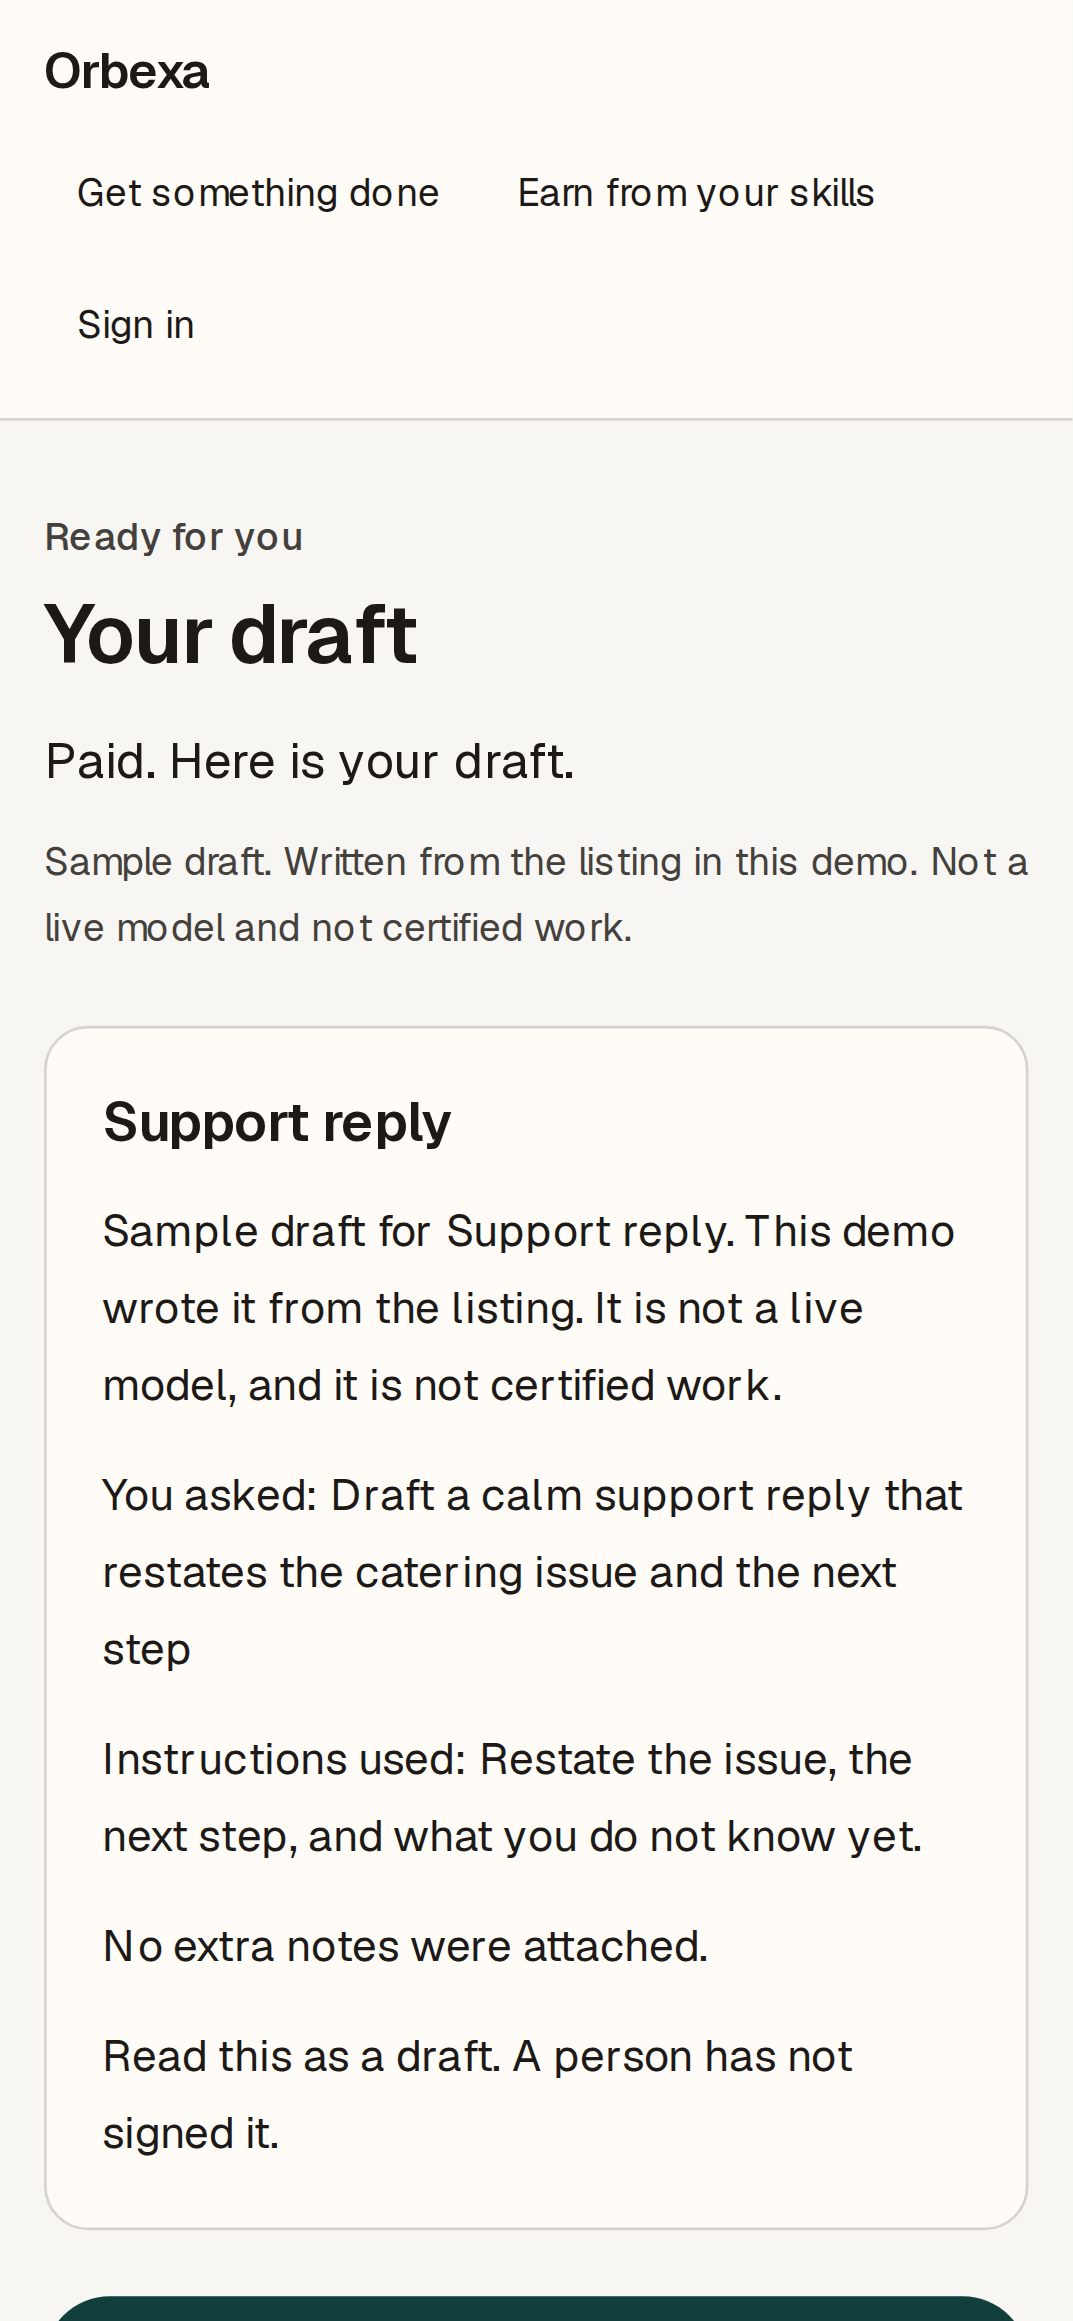 Orbexa
Get something done
Earn from your skills
Sign in
Ready for you
Your draft
Paid. Here is your draft.
Sample draft. Written from the listing in this demo. Not a
live model and not certified work.
Support reply
Sample draft for Support reply. This demo
wrote it from the listing. It is not a live
model, and it is not certified work.
You asked: Draft a calm support reply that
restates the catering issue and the next
step
Instructions used: Restate the issue, the
next step, and what you do not know yet.
No extra notes were attached.
Read this as a draft. A person has not
signed it.